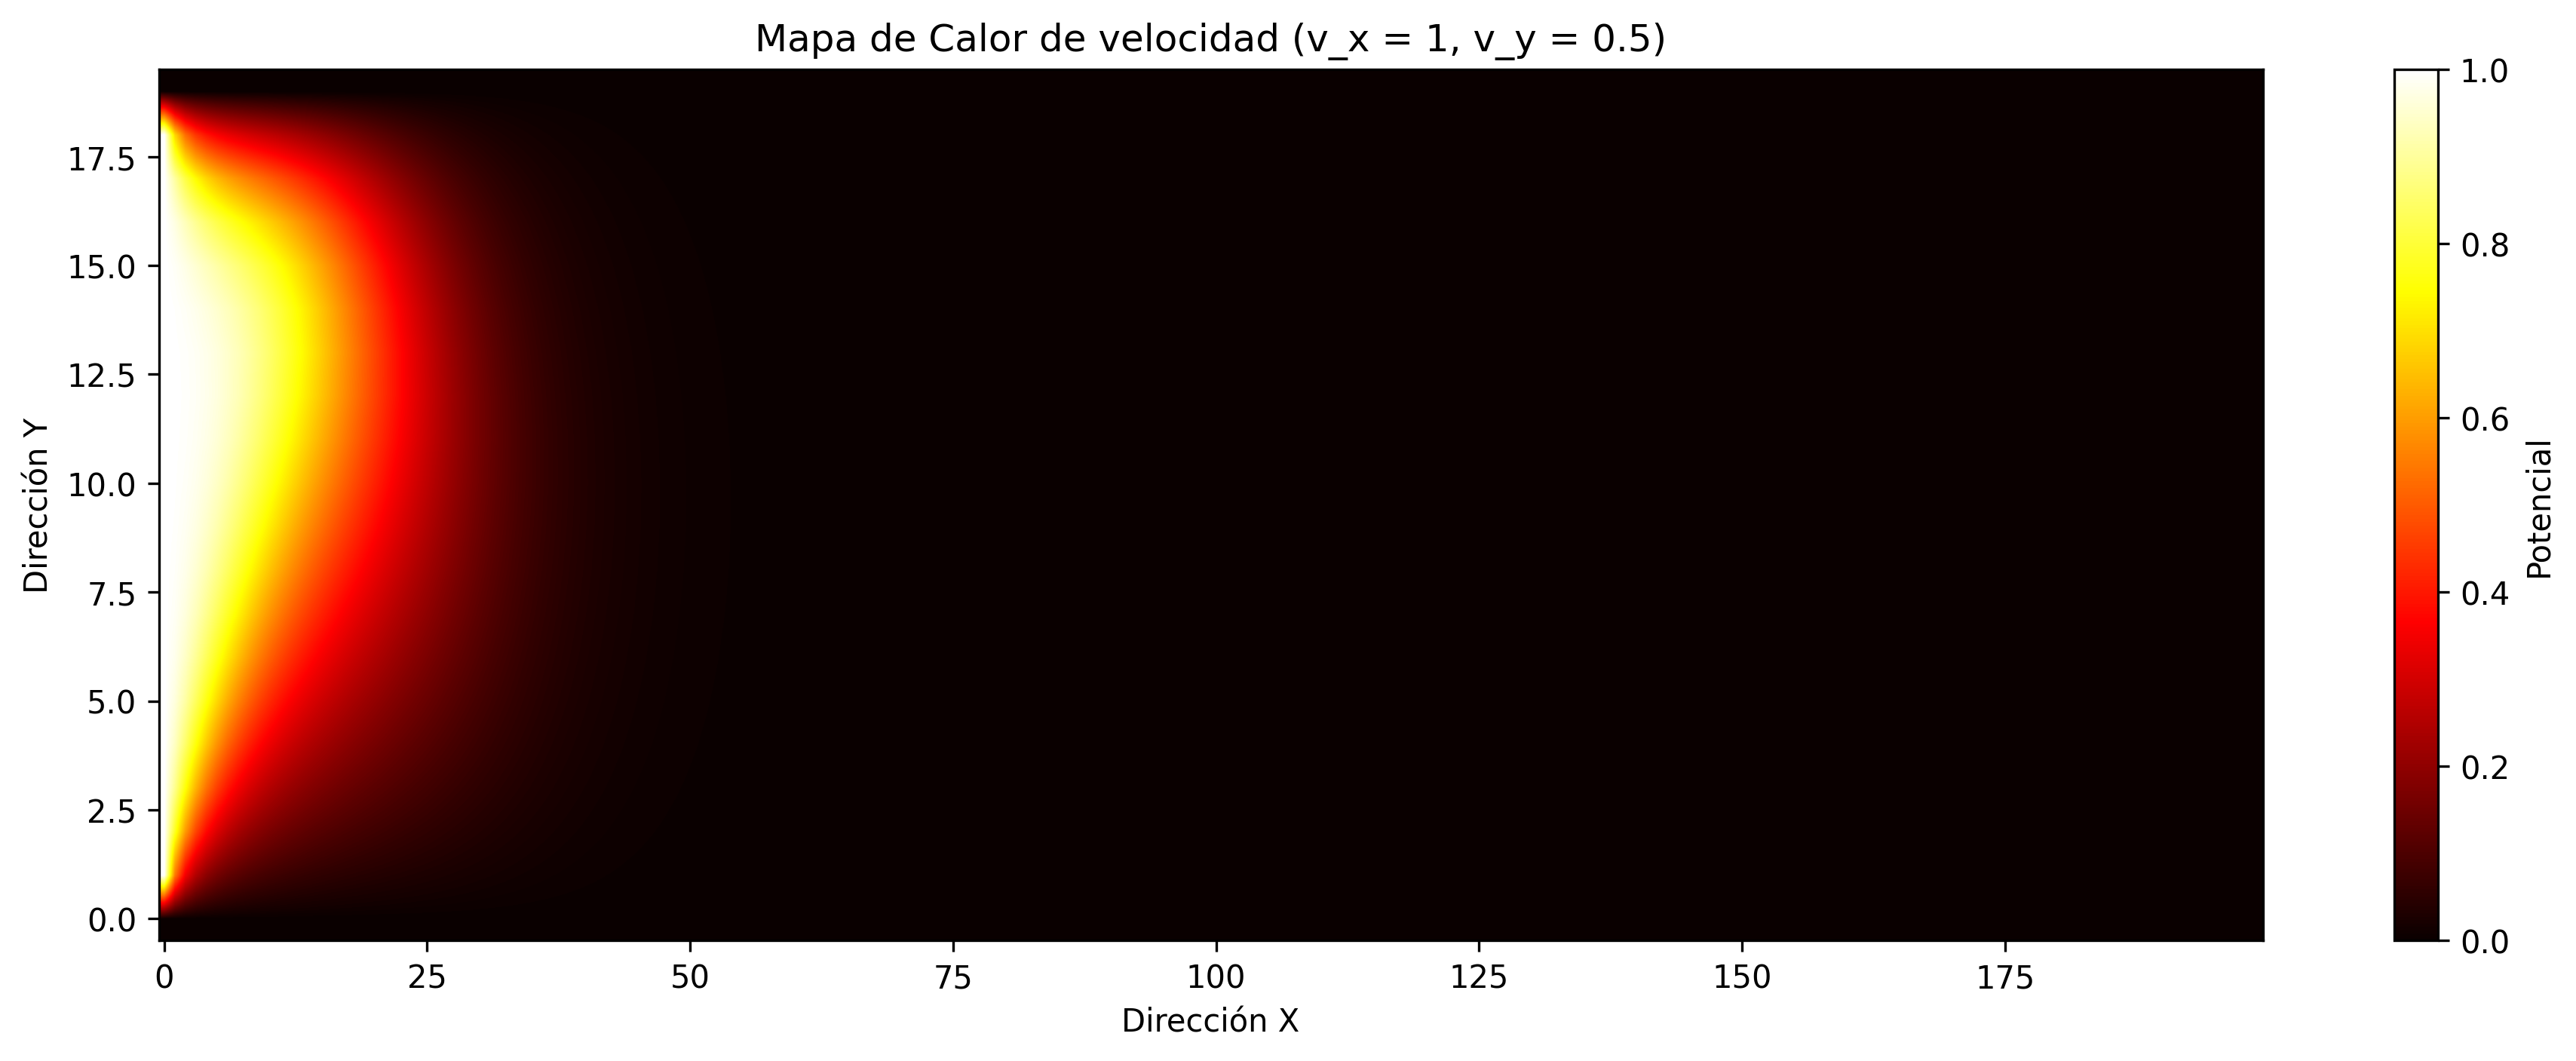 Mapa de Calor de velocidad (v_x = 1, v_y = 0.5)
Dirección Y
17.5
15.0
12.5
10.0
7.5
5.0
2.5
0.0
0 25 50 75 100 125 150 175
Dirección X
1.0
0.8
0.6
0.4
0.2
0.0
Potencial